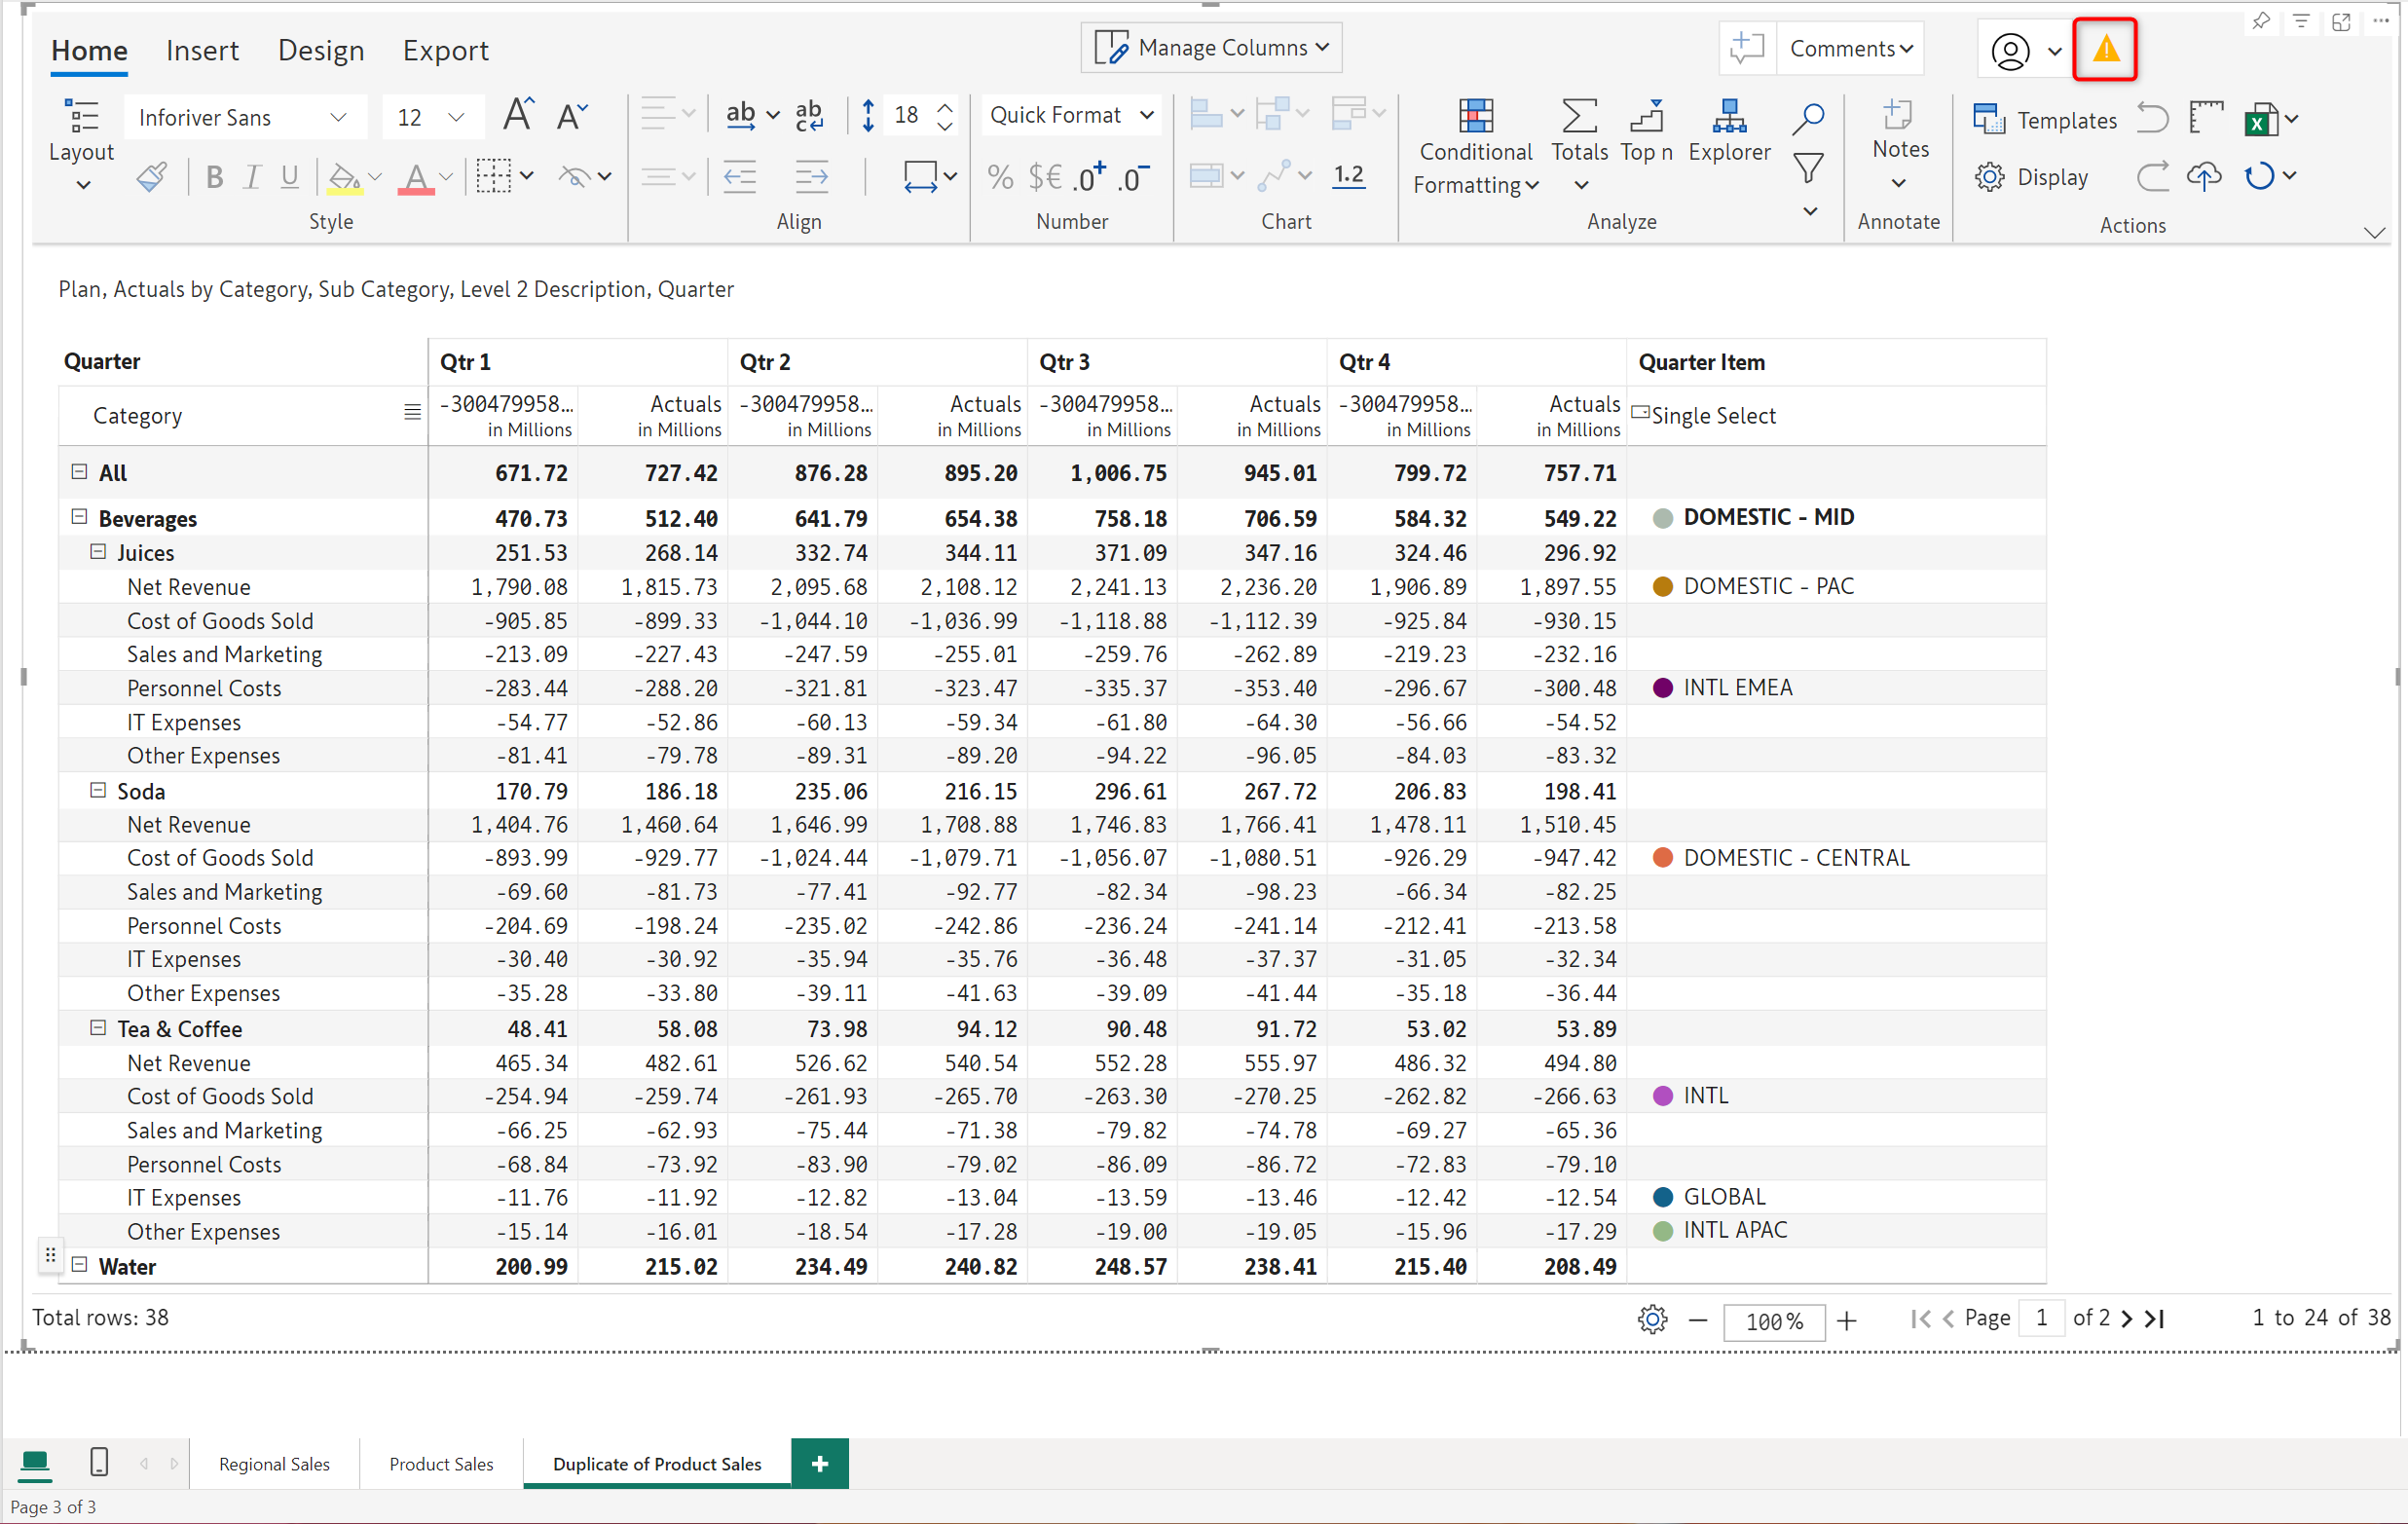 Home Insert Design Export Manage Columns Comments
Inforiver Sans 12 A A ab ab 18 Quick Format
Layout Conditional Formatting Totals Top n Explorer Notes Templates
B I U A % $€ .0+ .0- 1.2 Display
Style Align Number Chart Analyze Annotate Actions
Plan, Actuals by Category, Sub Category, Level 2 Description, Quarter
Quarter Qtr 1 Qtr 2 Qtr 3 Qtr 4 Quarter Item
Category -300479958... Actuals -300479958... Actuals -300479958... Actuals -300479958... Actuals Single Select
in Millions in Millions in Millions in Millions in Millions in Millions in Millions in Millions
All 671.72 727.42 876.28 895.20 1,006.75 945.01 799.72 757.71
Beverages 470.73 512.40 641.79 654.38 758.18 706.59 584.32 549.22 DOMESTIC - MID
Juices 251.53 268.14 332.74 344.11 371.09 347.16 324.46 296.92
Net Revenue 1,790.08 1,815.73 2,095.68 2,108.12 2,241.13 2,236.20 1,906.89 1,897.55 DOMESTIC - PAC
Cost of Goods Sold -905.85 -899.33 -1,044.10 -1,036.99 -1,118.88 -1,112.39 -925.84 -930.15
Sales and Marketing -213.09 -227.43 -247.59 -255.01 -259.76 -262.89 -219.23 -232.16
Personnel Costs -283.44 -288.20 -321.81 -323.47 -335.37 -353.40 -296.67 -300.48 INTL EMEA
IT Expenses -54.77 -52.86 -60.13 -59.34 -61.80 -64.30 -56.66 -54.52
Other Expenses -81.41 -79.78 -89.31 -89.20 -94.22 -96.05 -84.03 -83.32
Soda 170.79 186.18 235.06 216.15 296.61 267.72 206.83 198.41
Net Revenue 1,404.76 1,460.64 1,646.99 1,708.88 1,746.83 1,766.41 1,478.11 1,510.45
Cost of Goods Sold -893.99 -929.77 -1,024.44 -1,079.71 -1,056.07 -1,080.51 -926.29 -947.42 DOMESTIC - CENTRAL
Sales and Marketing -69.60 -81.73 -77.41 -92.77 -82.34 -98.23 -66.34 -82.25
Personnel Costs -204.69 -198.24 -235.02 -242.86 -236.24 -241.14 -212.41 -213.58
IT Expenses -30.40 -30.92 -35.94 -35.76 -36.48 -37.37 -31.05 -32.34
Other Expenses -35.28 -33.80 -39.11 -41.63 -39.09 -41.44 -35.18 -36.44
Tea & Coffee 48.41 58.08 73.98 94.12 90.48 91.72 53.02 53.89
Net Revenue 465.34 482.61 526.62 540.54 552.28 555.97 486.32 494.80
Cost of Goods Sold -254.94 -259.74 -261.93 -265.70 -263.30 -270.25 -262.82 -266.63 INTL
Sales and Marketing -66.25 -62.93 -75.44 -71.38 -79.82 -74.78 -69.27 -65.36
Personnel Costs -68.84 -73.92 -83.90 -79.02 -86.09 -86.72 -72.83 -79.10
IT Expenses -11.76 -11.92 -12.82 -13.04 -13.59 -13.46 -12.42 -12.54 GLOBAL
Other Expenses -15.14 -16.01 -18.54 -17.28 -19.00 -19.05 -15.96 -17.29 INTL APAC
Water 200.99 215.02 234.49 240.82 248.57 238.41 215.40 208.49
Total rows: 38 100% Page 1 of 2 1 to 24 of 38
Regional Sales Product Sales Duplicate of Product Sales +
Page 3 of 3